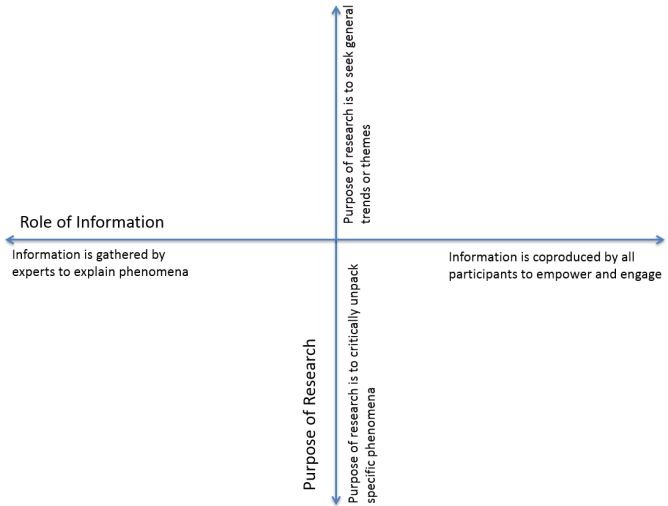 Purpose of research is to seek general
trends or themes
Role of Information
Information is gathered by
experts to explain phenomena
Information is coproduced by all
participants to empower and engage
Purpose of Research
Purpose of research is to critically unpack
specific phenomena